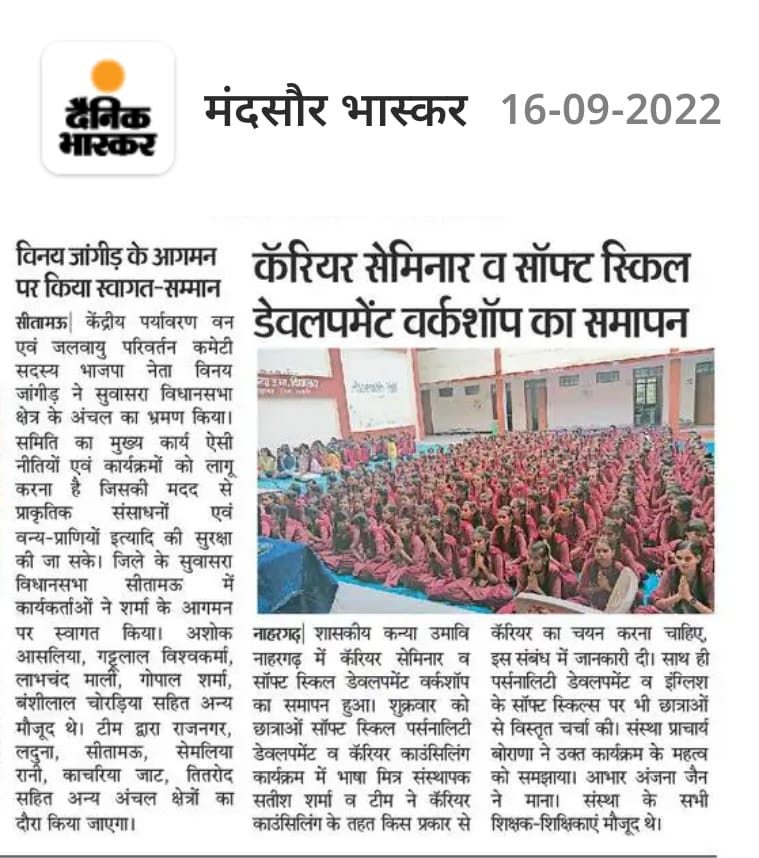 दैनिक
भास्कर
मंदसौर भास्कर 16-09-2022
विनय जांगीड़ के आगमन
पर किया स्वागत-सम्मान
सीतामऊ| केंद्रीय पर्यावरण वन
एवं जलवायु परिवर्तन कमेटी
सदस्य भाजपा नेता विनय
जांगीड़ ने सुवासरा विधानसभा
क्षेत्र के अंचल का भ्रमण किया।
समिति का मुख्य कार्य ऐसी
नीतियों एवं कार्यक्रमों को लागू
करना है जिसकी मदद से
प्राकृतिक संसाधनों एवं
वन्य-प्राणियों इत्यादि की सुरक्षा
की जा सके। जिले के सुवासरा
विधानसभा सीतामऊ में
कार्यकर्ताओं ने शर्मा के आगमन
पर स्वागत किया। अशोक
आसलिया, गट्टूलाल विश्वकर्मा,
लाभचंद माली, गोपाल शर्मा,
बंशीलाल चोरड़िया सहित अन्य
मौजूद थे। टीम द्वारा राजनगर,
लदुना, सीतामऊ, सेमलिया
रानी, काचरिया जाट, तितरोद
सहित अन्य अंचल क्षेत्रों का
दौरा किया जाएगा।
कॅरियर सेमिनार व सॉफ्ट स्किल
डेवलपमेंट वर्कशॉप का समापन
नाहरगढ़| शासकीय कन्या उमावि
नाहरगढ़ में कॅरियर सेमिनार व
सॉफ्ट स्किल डेवलपमेंट वर्कशॉप
का समापन हुआ। शुक्रवार को
छात्राओं सॉफ्ट स्किल पर्सनालिटी
डेवलपमेंट व कॅरियर काउंसिलिंग
कार्यक्रम में भाषा मित्र संस्थापक
सतीश शर्मा व टीम ने कॅरियर
काउंसिलिंग के तहत किस प्रकार से
कॅरियर का चयन करना चाहिए,
इस संबंध में जानकारी दी। साथ ही
पर्सनालिटी डेवलपमेंट व इंग्लिश
के सॉफ्ट स्किल्स पर भी छात्राओं
से विस्तृत चर्चा की। संस्था प्राचार्य
बोराणा ने उक्त कार्यक्रम के महत्व
को समझाया। आभार अंजना जैन
ने माना। संस्था के सभी
शिक्षक-शिक्षिकाएं मौजूद थे।